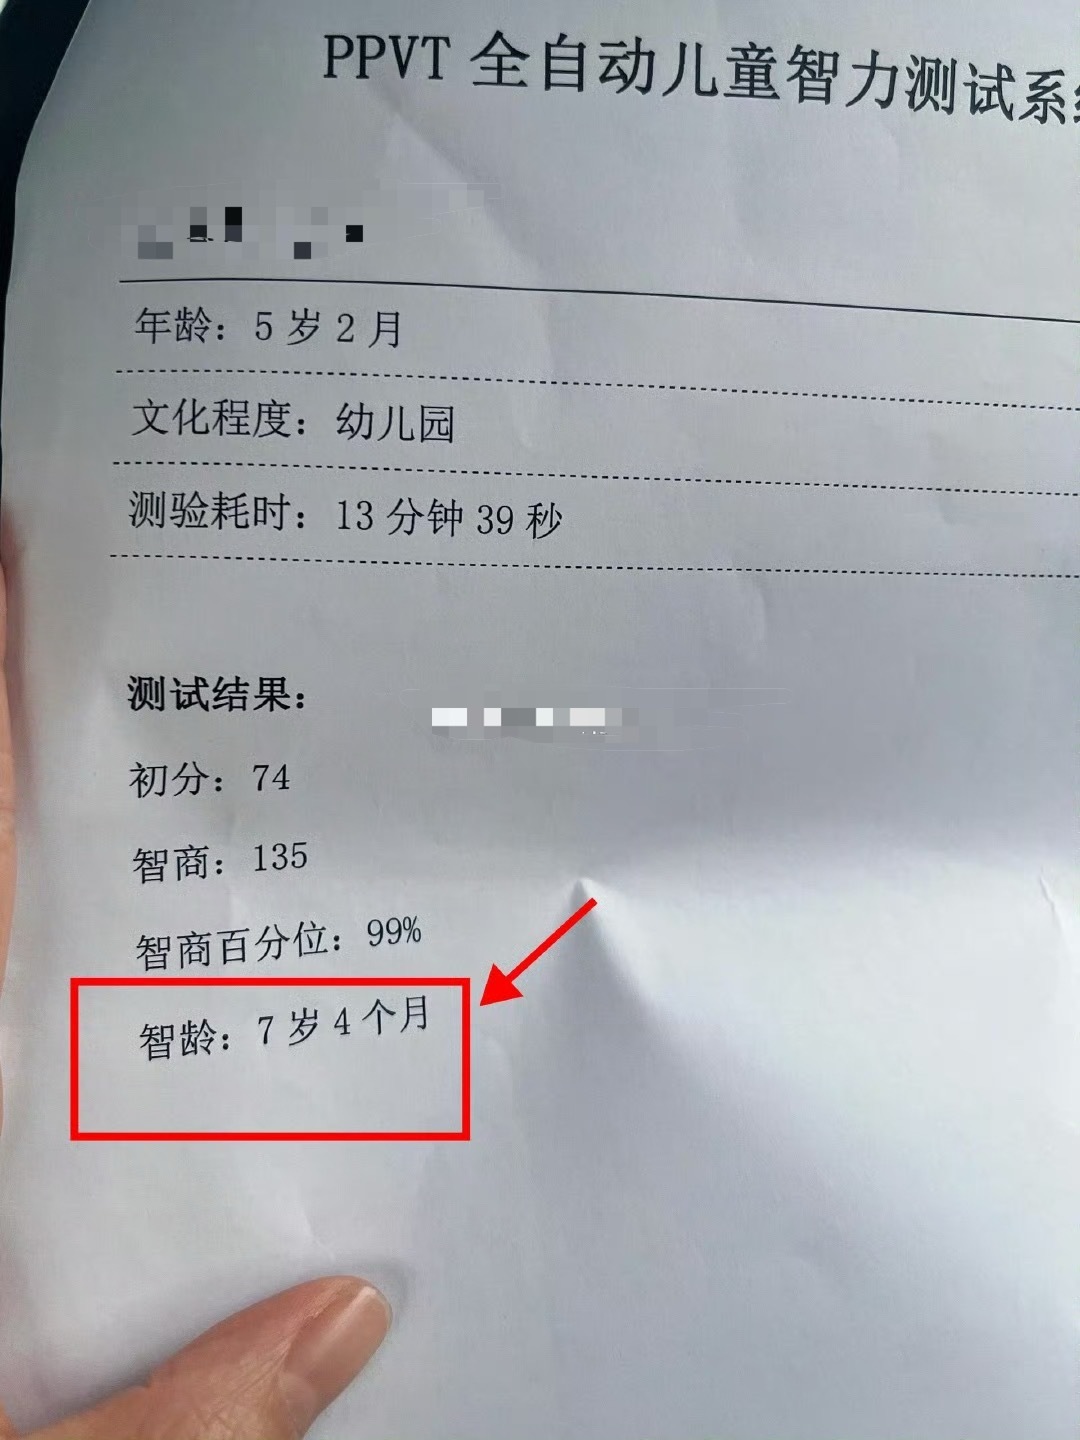 PPVT 全自动儿童智力测试系
年龄：5 岁 2 月
文化程度：幼儿园
测验耗时：13 分钟 39 秒
测试结果：
初分：74
智商：135
智商百分位：99%
智龄：7 岁 4 个月